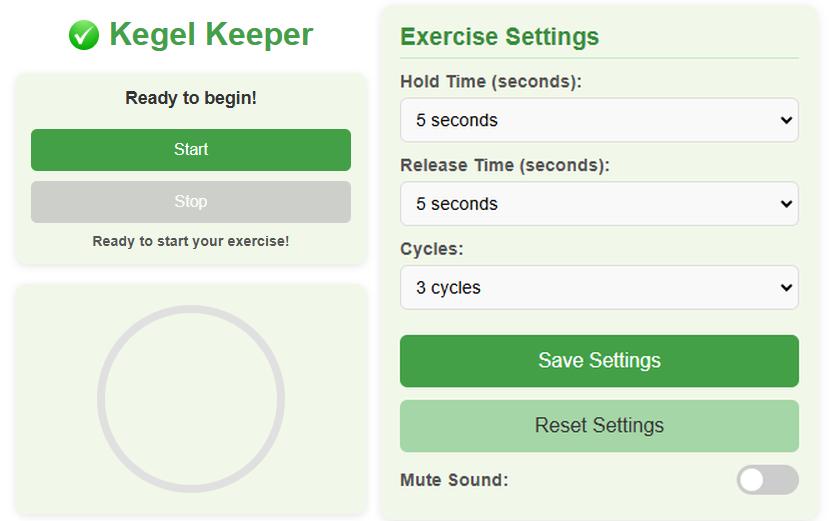 Kegel Keeper
Ready to begin!
Start
Stop
Ready to start your exercise!
Exercise Settings
Hold Time (seconds):
5 seconds
Release Time (seconds):
5 seconds
Cycles:
3 cycles
Save Settings
Reset Settings
Mute Sound: